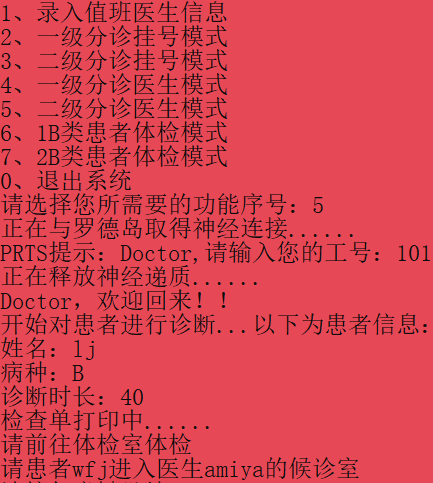 1、录入值班医生信息
2、一级分诊挂号模式
3、二级分诊挂号模式
4、一级分诊医生模式
5、二级分诊医生模式
6、1B类患者体检模式
7、2B类患者体检模式
0、退出系统
请选择您所需要的功能序号：5
正在与罗德岛取得神经连接......
PRTS提示：Doctor,请输入您的工号：101
正在释放神经递质......
Doctor，欢迎回来！！
开始对患者进行诊断...以下为患者信息：
姓名：lj
病种：B
诊断时长：40
检查单打印中......
请前往体检室体检
请患者wfj进入医生amiya的候诊室